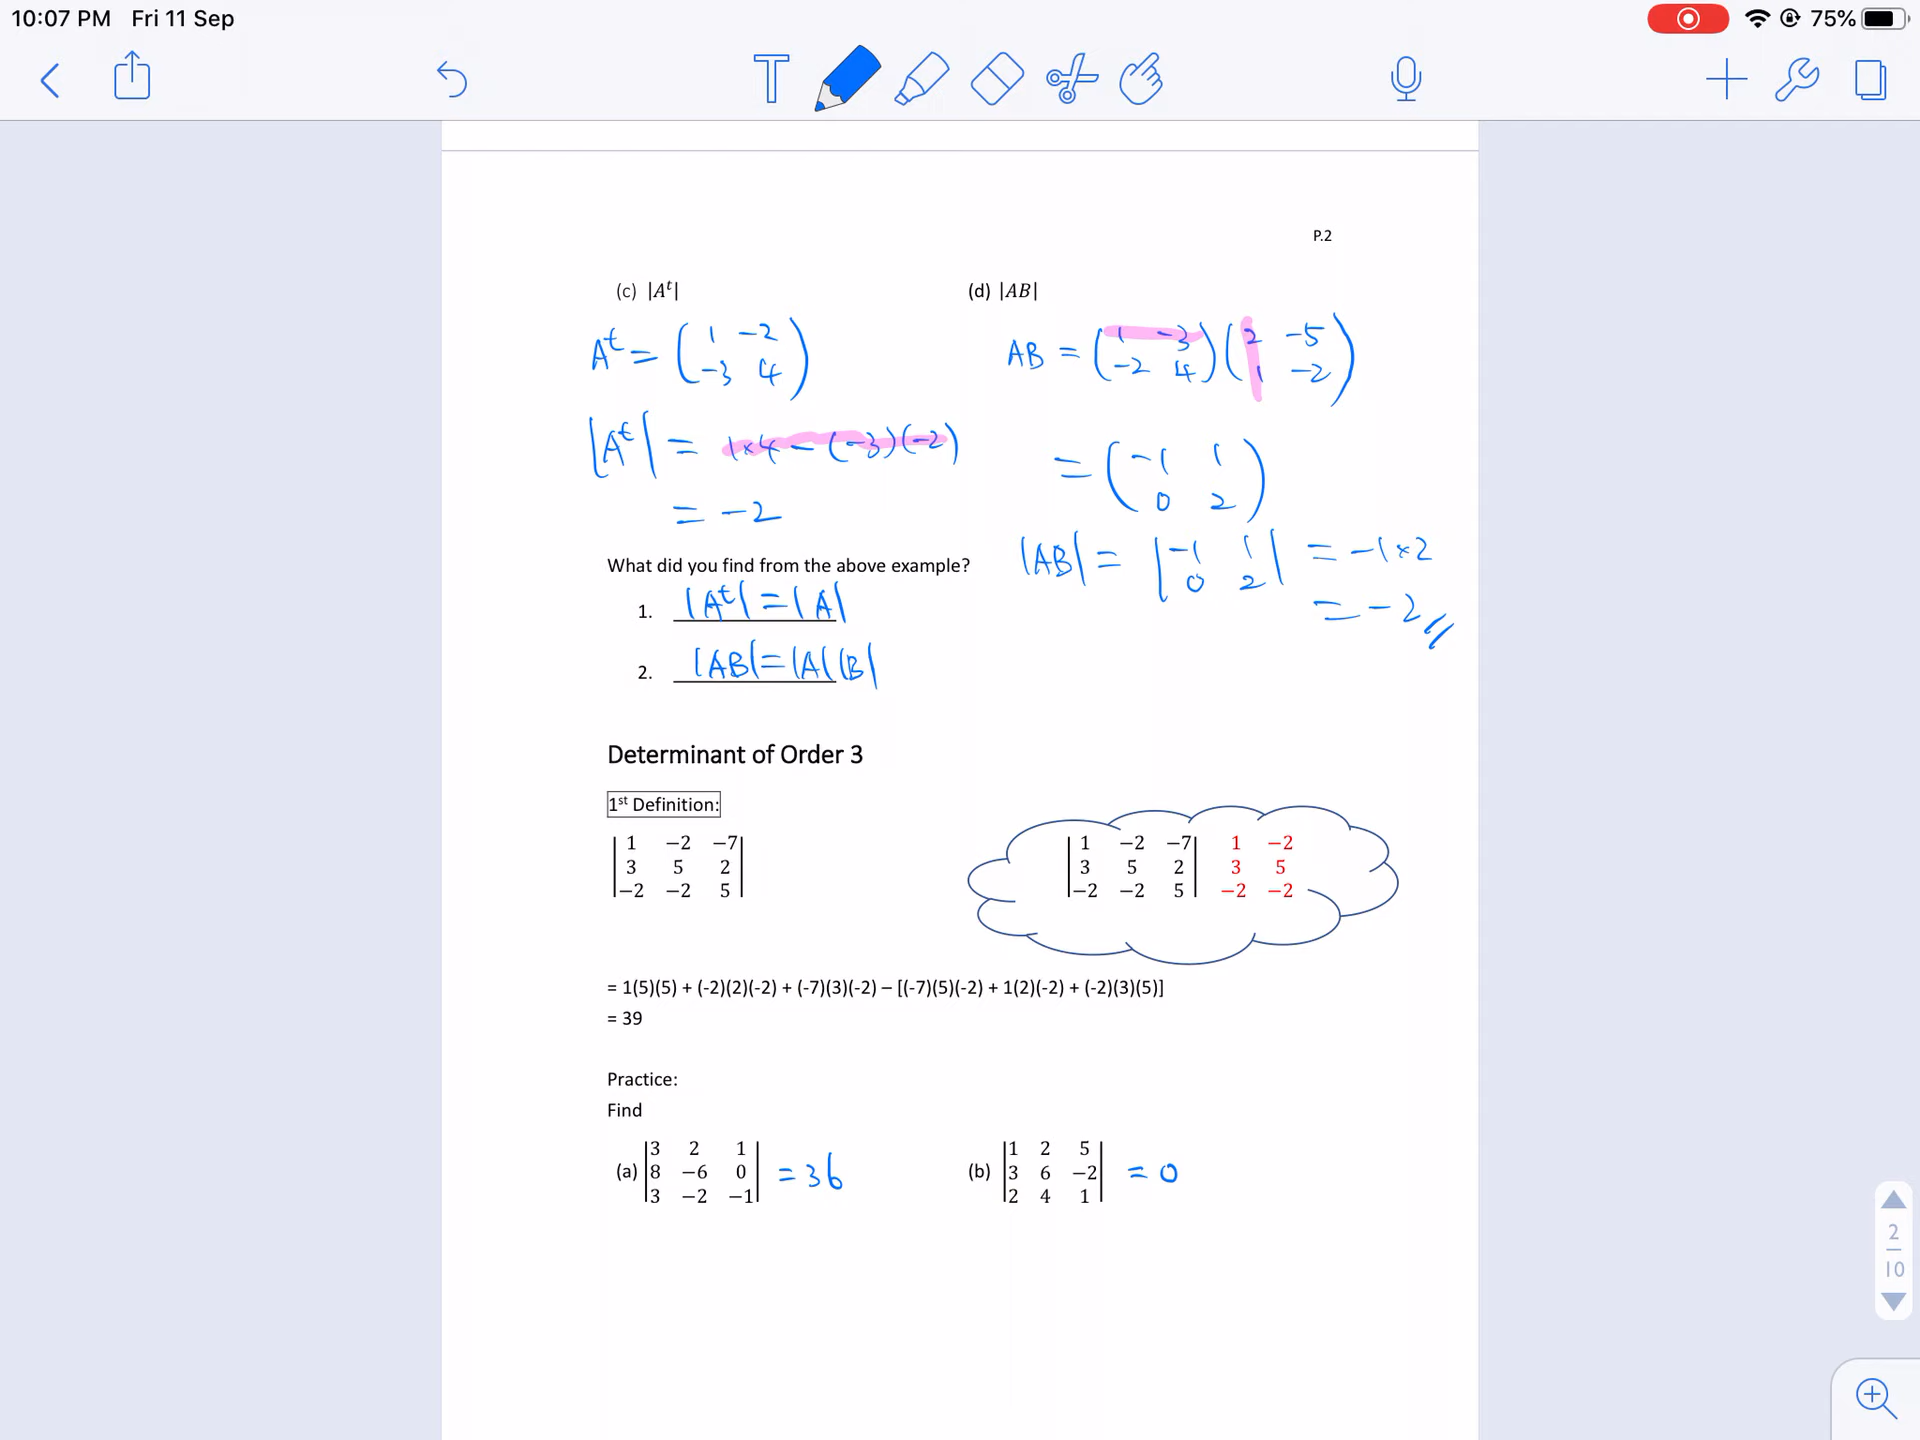 10:07 PM Fri 11 Sep
75%
T
P.2
(c) |Aᵗ|
(d) |AB|
Aᵗ = ( 1 −2
−3 4 )
AB = ( 1 −3
−2 4 ) ( 2 −5
1 −2 )
|Aᵗ| = 1×4 − (−3)(−2)
= −2
= ( −1 1
0 2 )
|AB| = | −1 1
0 2 | = −1×2
= −2
What did you find from the above example?
1. |Aᵗ| = |A|
2. |AB| = |A||B|
Determinant of Order 3
1st Definition:
| 1 −2 −7 |
| 3 5 2 |
| −2 −2 5 |
| 1 −2 −7 | 1 −2
| 3 5 2 | 3 5
| −2 −2 5 | −2 −2
= 1(5)(5) + (-2)(2)(-2) + (-7)(3)(-2) – [(-7)(5)(-2) + 1(2)(-2) + (-2)(3)(5)]
= 39
Practice:
Find
(a) | 3 2 1 |
| 8 −6 0 | = 36
| 3 −2 −1 |
(b) | 1 2 5 |
| 3 6 −2 | = 0
| 2 4 1 |
2
10